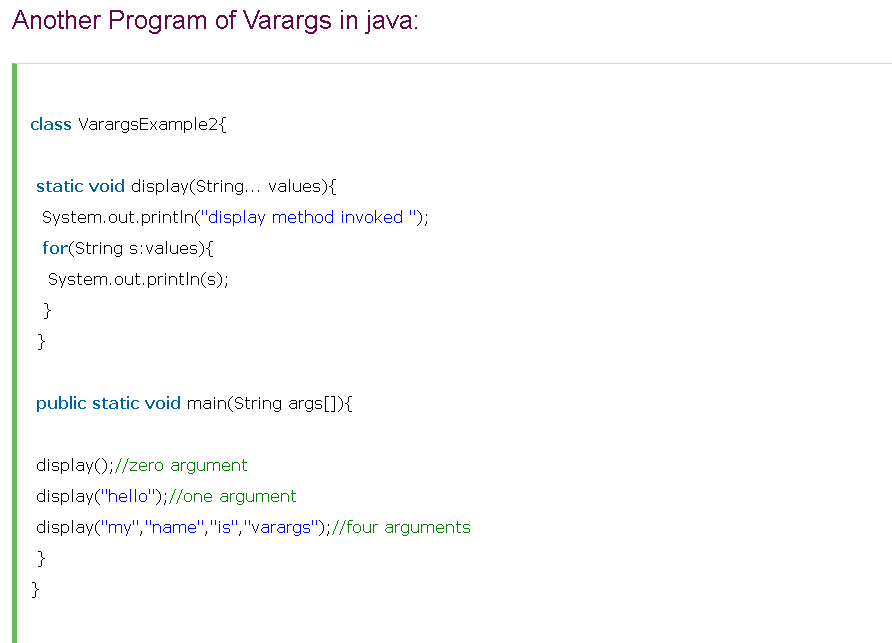 Another Program of Varargs in java:
class VarargsExample2{
static void display(String... values){
System.out.println("display method invoked ");
for(String s:values){
System.out.println(s);
}
}
public static void main(String args[]){
display();//zero argument
display("hello");//one argument
display("my","name","is","varargs");//four arguments
}
}